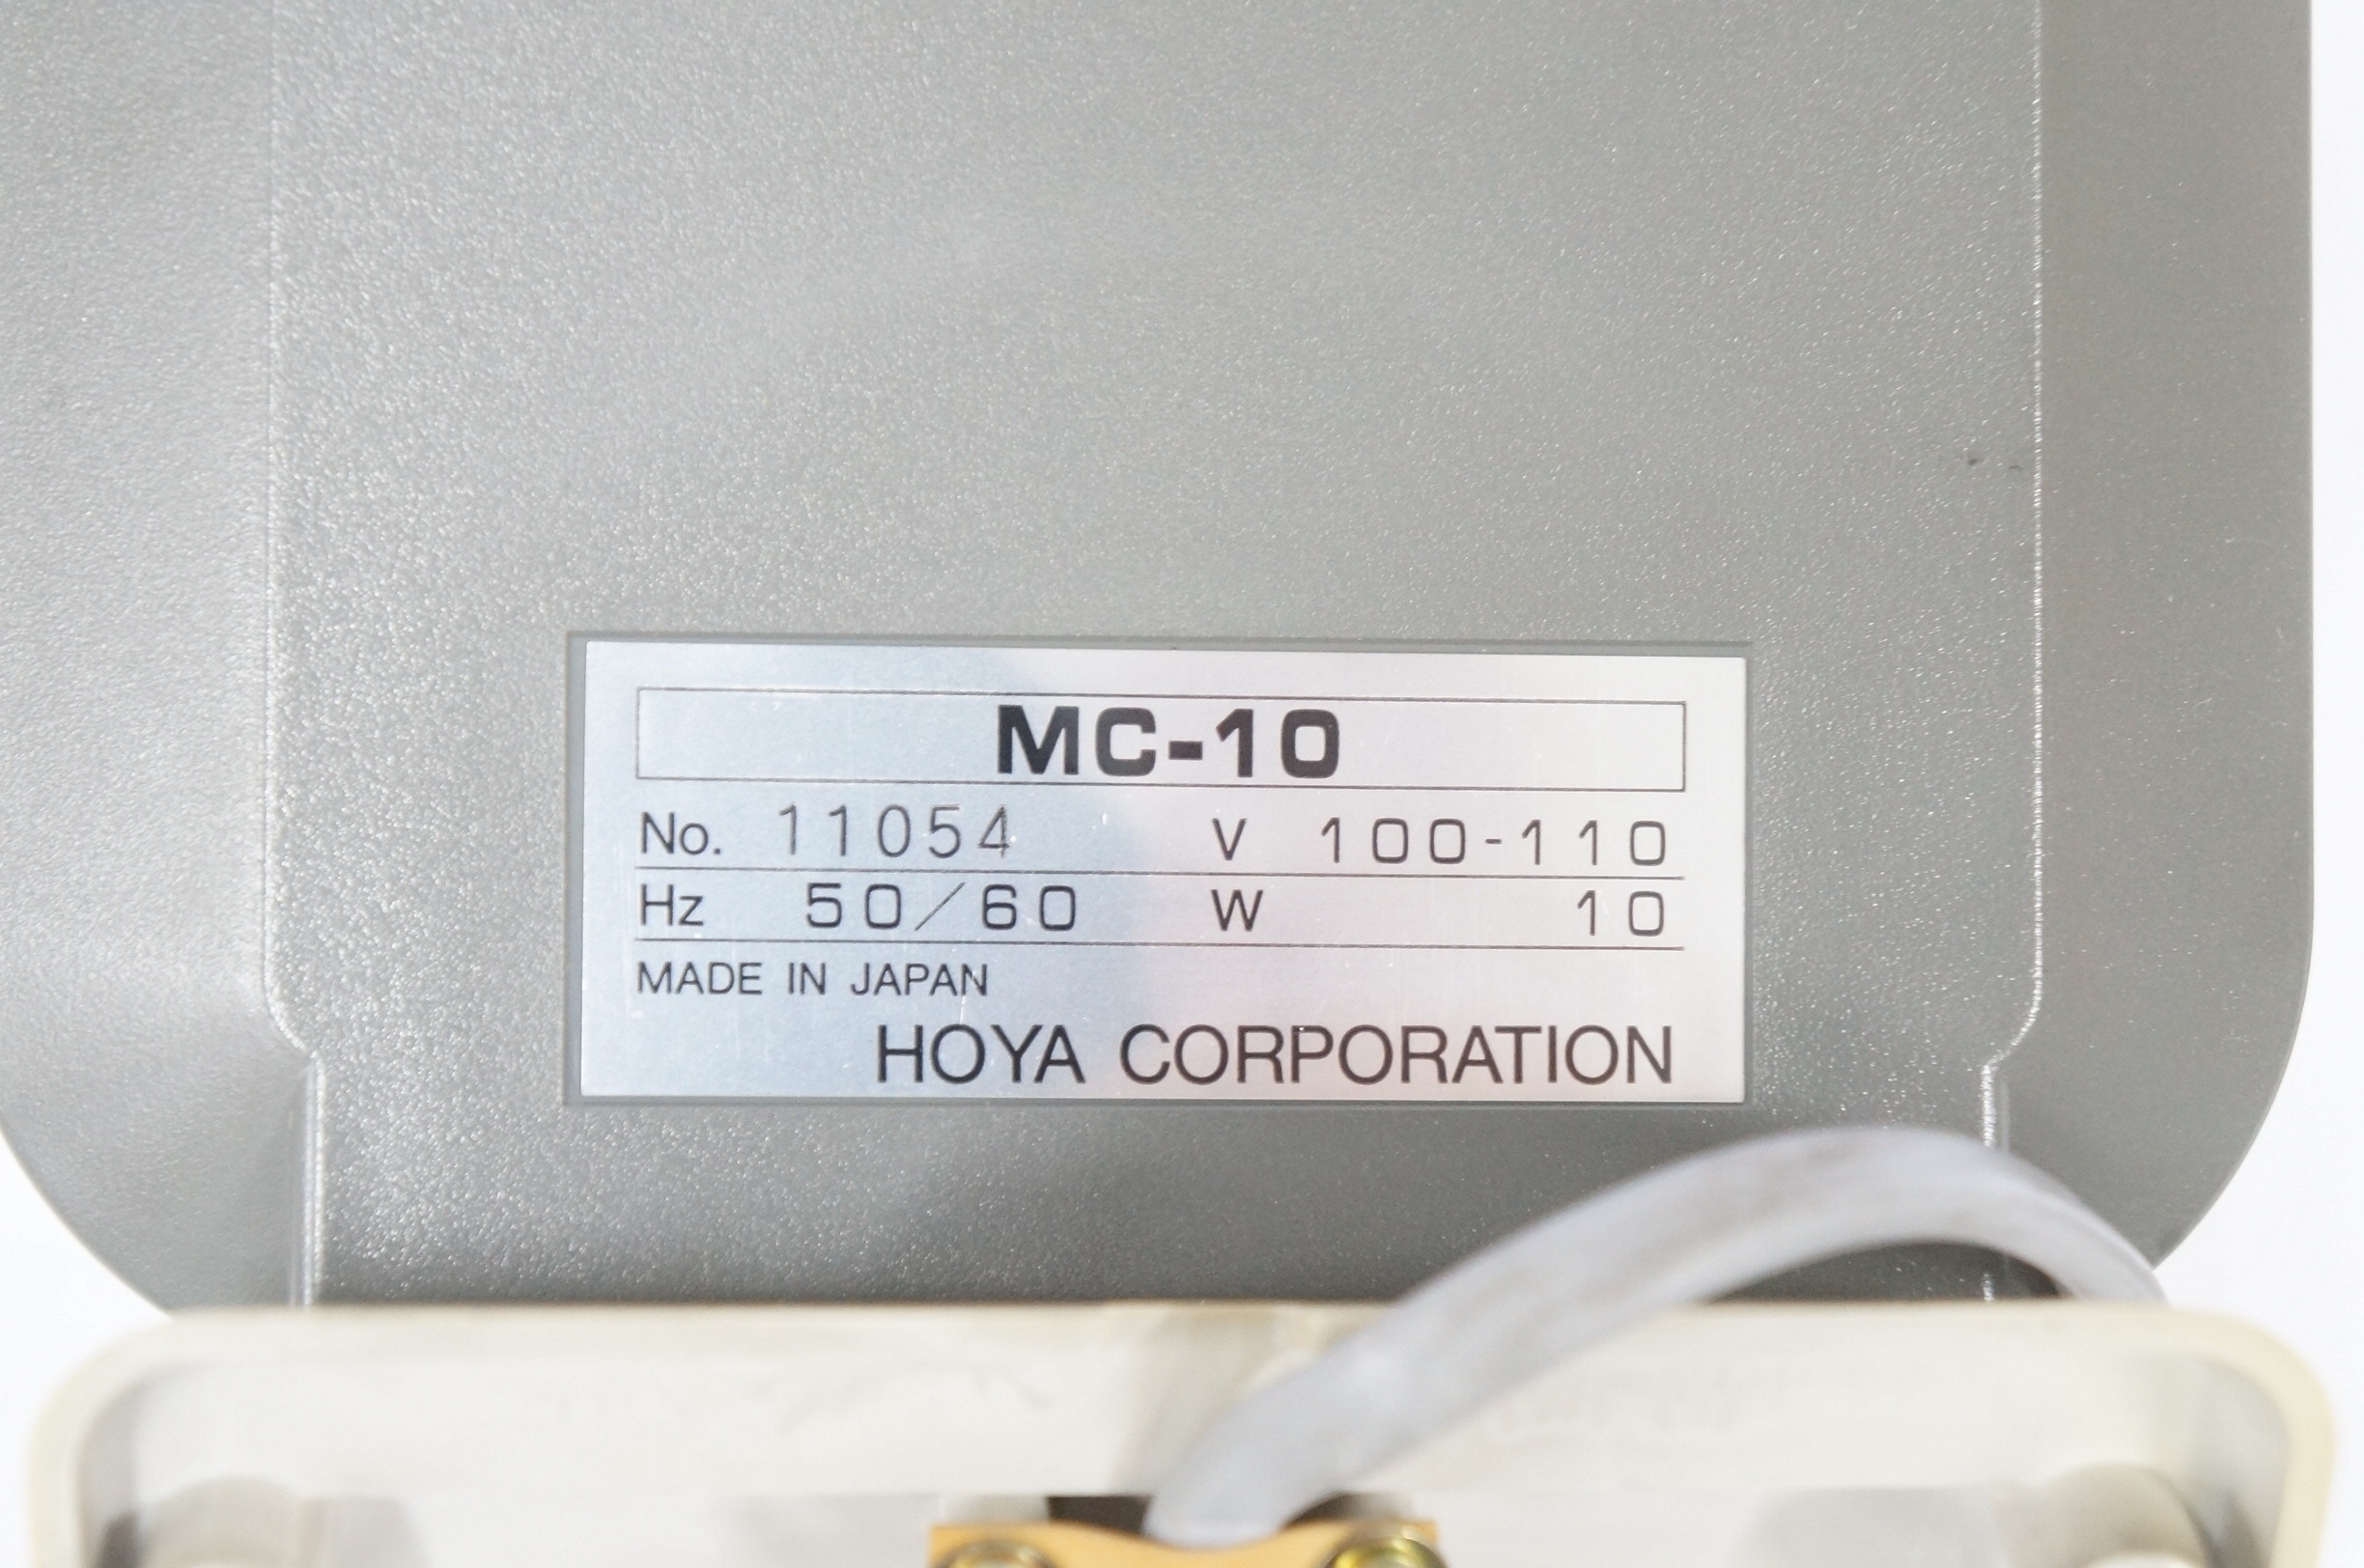 MC-10
No. 11054 V 100-110
Hz 50/60 W 10
MADE IN JAPAN
HOYA CORPORATION